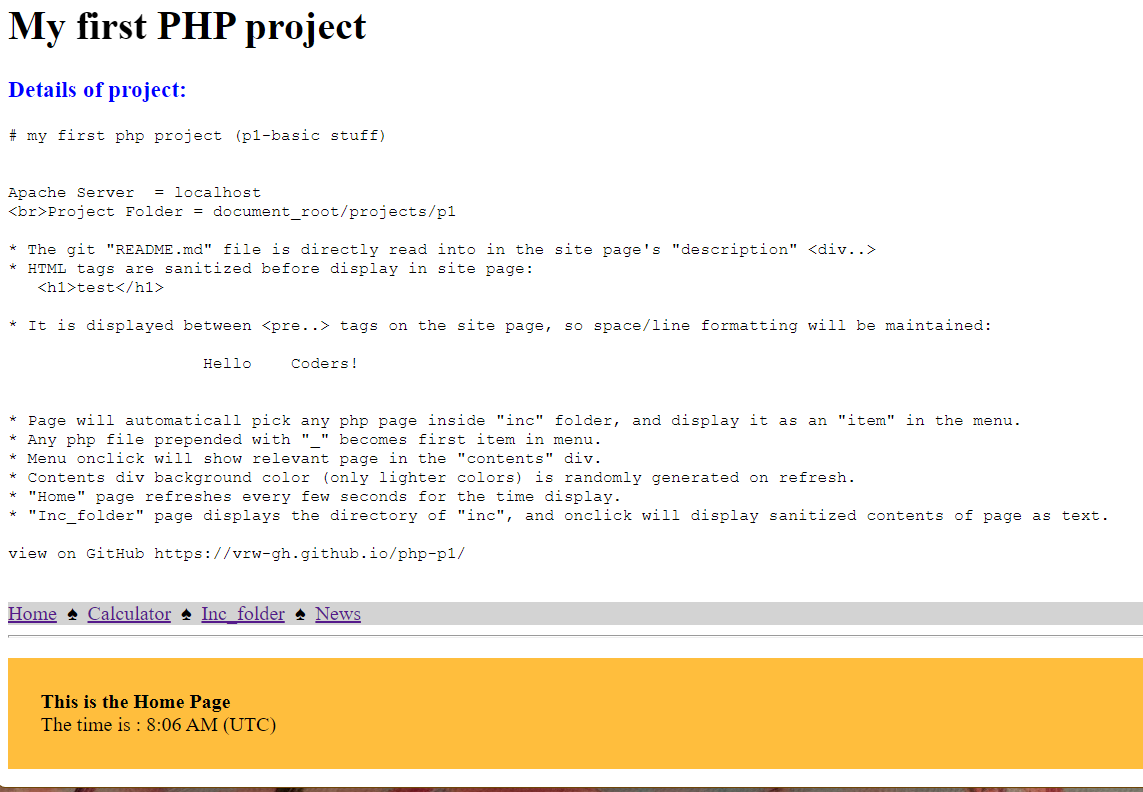 My first PHP project
Details of project:
# my first php project (p1-basic stuff)
Apache Server  = localhost
<br>Project Folder = document_root/projects/p1
* The git "README.md" file is directly read into in the site page's "description" <div..>
* HTML tags are sanitized before display in site page:
   <h1>test</h1>
* It is displayed between <pre..> tags on the site page, so space/line formatting will be maintained:
                    Hello    Coders!
* Page will automaticall pick any php page inside "inc" folder, and display it as an "item" in the menu.
* Any php file prepended with "_" becomes first item in menu.
* Menu onclick will show relevant page in the "contents" div.
* Contents div background color (only lighter colors) is randomly generated on refresh.
* "Home" page refreshes every few seconds for the time display.
* "Inc_folder" page displays the directory of "inc", and onclick will display sanitized contents of page as text.
view on GitHub https://vrw-gh.github.io/php-p1/
Home ♠ Calculator ♠ Inc_folder ♠ News
This is the Home Page
The time is : 8:06 AM (UTC)